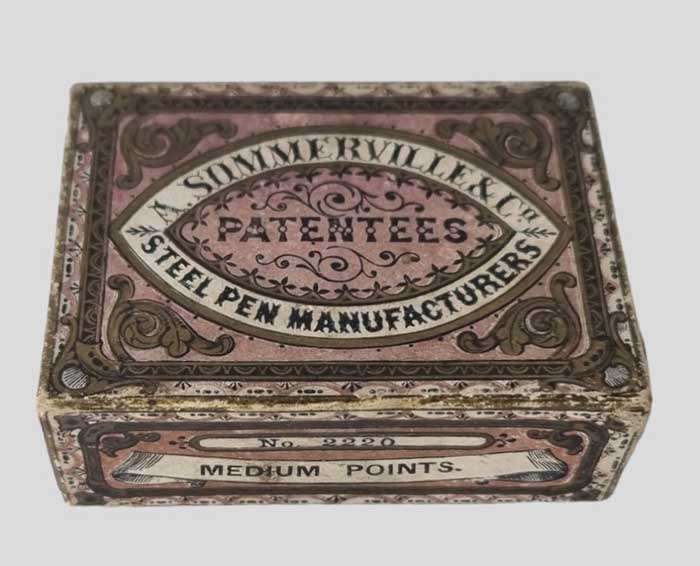 A. SOMMERVILLE & Co.
PATENTEES
STEEL PEN MANUFACTURERS
No. 2220
MEDIUM POINTS.